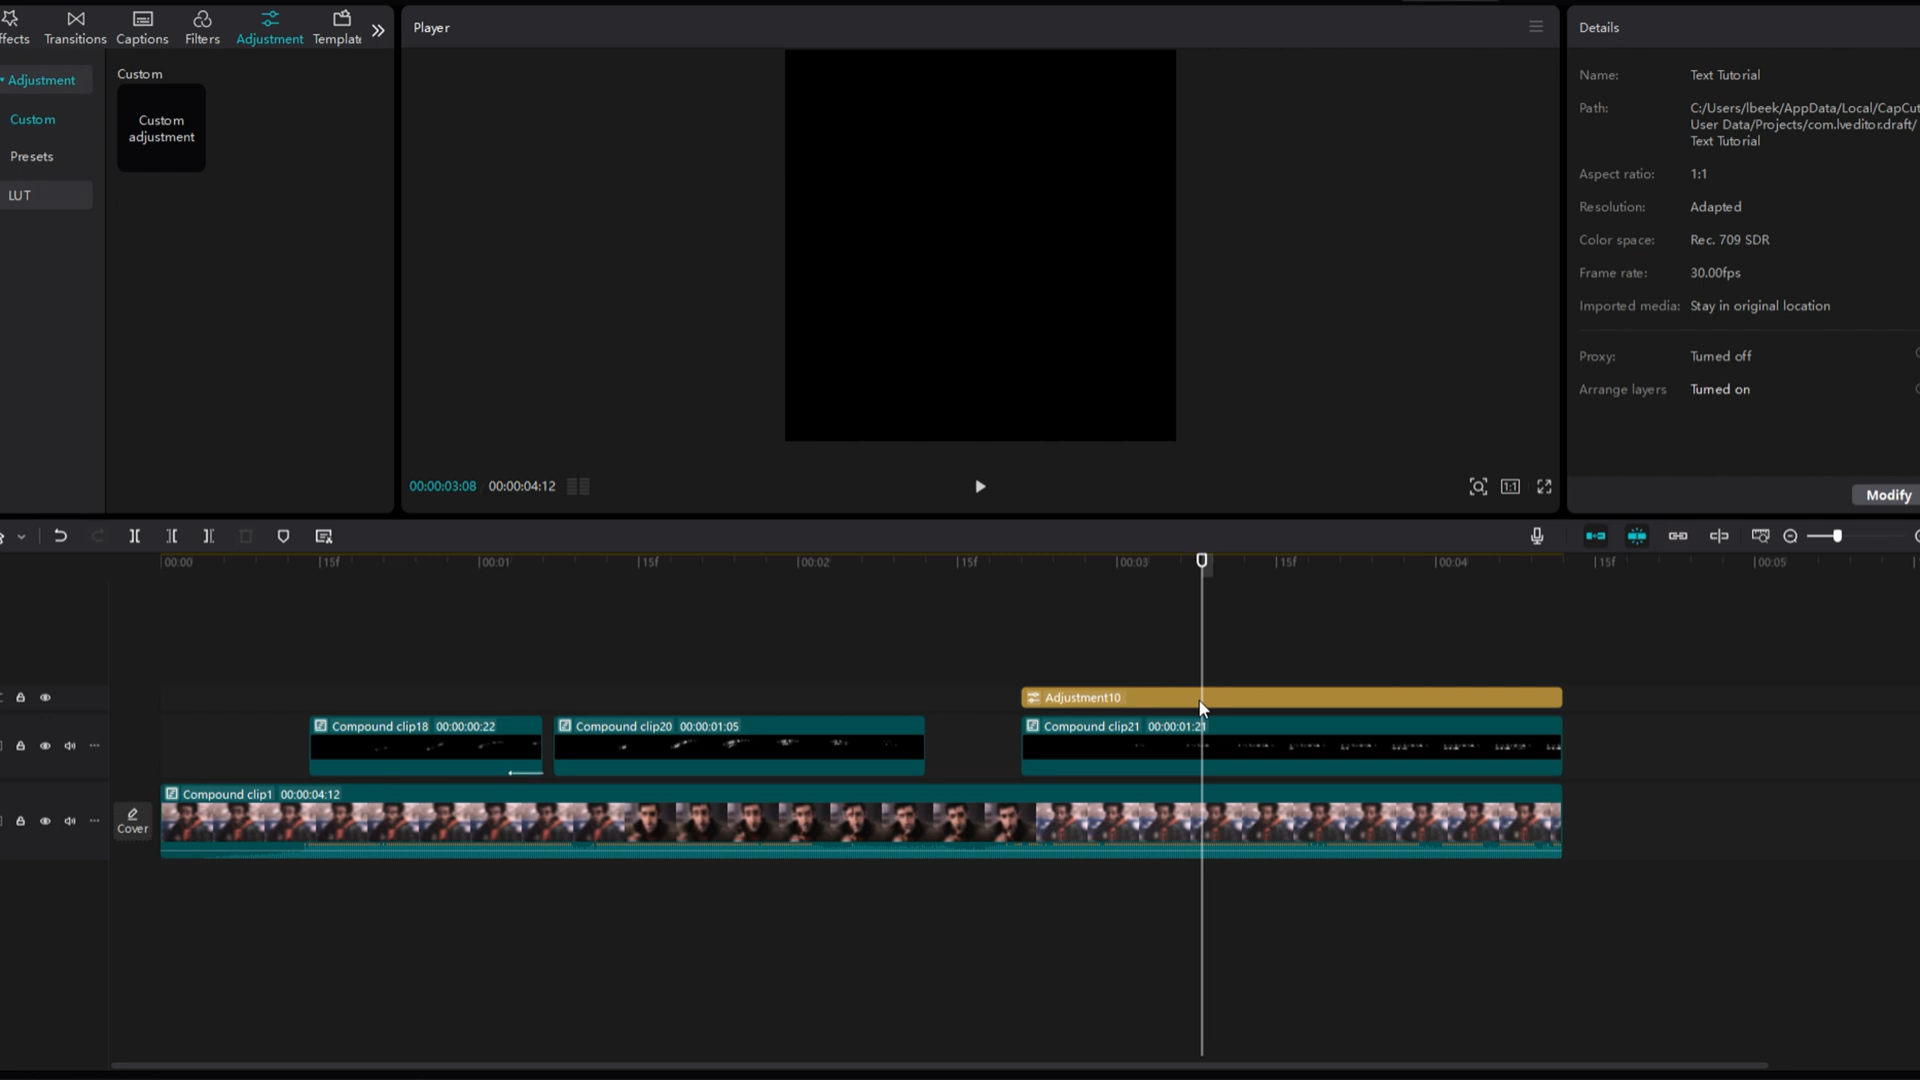 ffects Transitions Captions Filters Adjustment Templat
Adjustment
Custom
Presets
LUT
Custom
Custom
adjustment
Player
00:00:03:08 00:00:04:12
1:1
Details
Name: Text Tutorial
Path: C:/Users/lbeek/AppData/Local/CapCut
User Data/Projects/com.lveditor.draft/
Text Tutorial
Aspect ratio: 1:1
Resolution: Adapted
Color space: Rec. 709 SDR
Frame rate: 30.00fps
Imported media: Stay in original location
Proxy: Turned off
Arrange layers Turned on
Modify
00:00 15f 00:01 15f 00:02 15f 00:03 15f 00:04 15f 00:05
Adjustment10
Compound clip18 00:00:00:22 Compound clip20 00:00:01:05 Compound clip21 00:00:01:21
Compound clip1 00:00:04:12
Cover